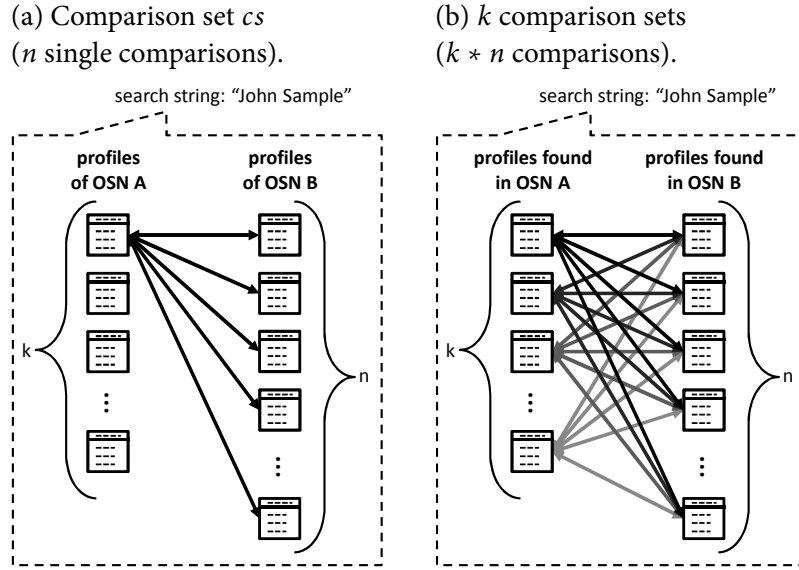 (a) Comparison set cs
(n single comparisons).
search string: “John Sample”
profiles
of OSN A
profiles
of OSN B
k
n
(b) k comparison sets
(k ∗ n comparisons).
search string: “John Sample”
profiles found
in OSN A
profiles found
in OSN B
k
n